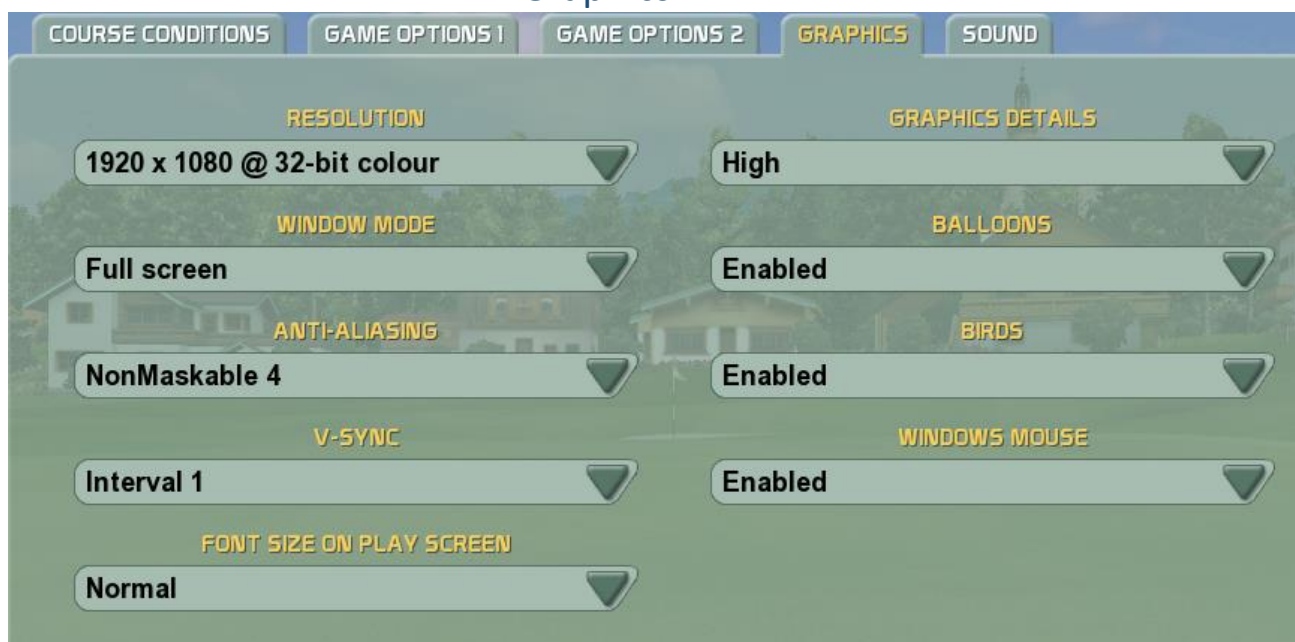 COURSE CONDITIONS GAME OPTIONS 1 GAME OPTIONS 2 GRAPHICS SOUND
RESOLUTION GRAPHICS DETAILS
1920 x 1080 @ 32-bit colour High
WINDOW MODE BALLOONS
Full screen Enabled
ANTI-ALIASING BIRDS
NonMaskable 4 Enabled
V-SYNC WINDOWS MOUSE
Interval 1 Enabled
FONT SIZE ON PLAY SCREEN
Normal